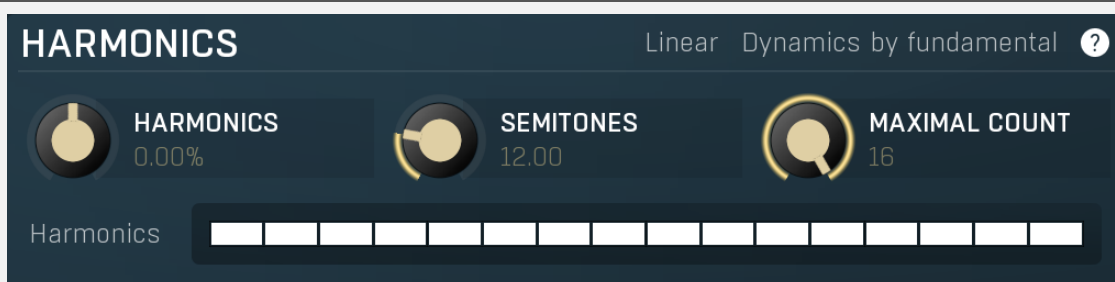 HARMONICS Linear Dynamics by fundamental ?
HARMONICS SEMITONES MAXIMAL COUNT
0.00% 12.00 16
Harmonics